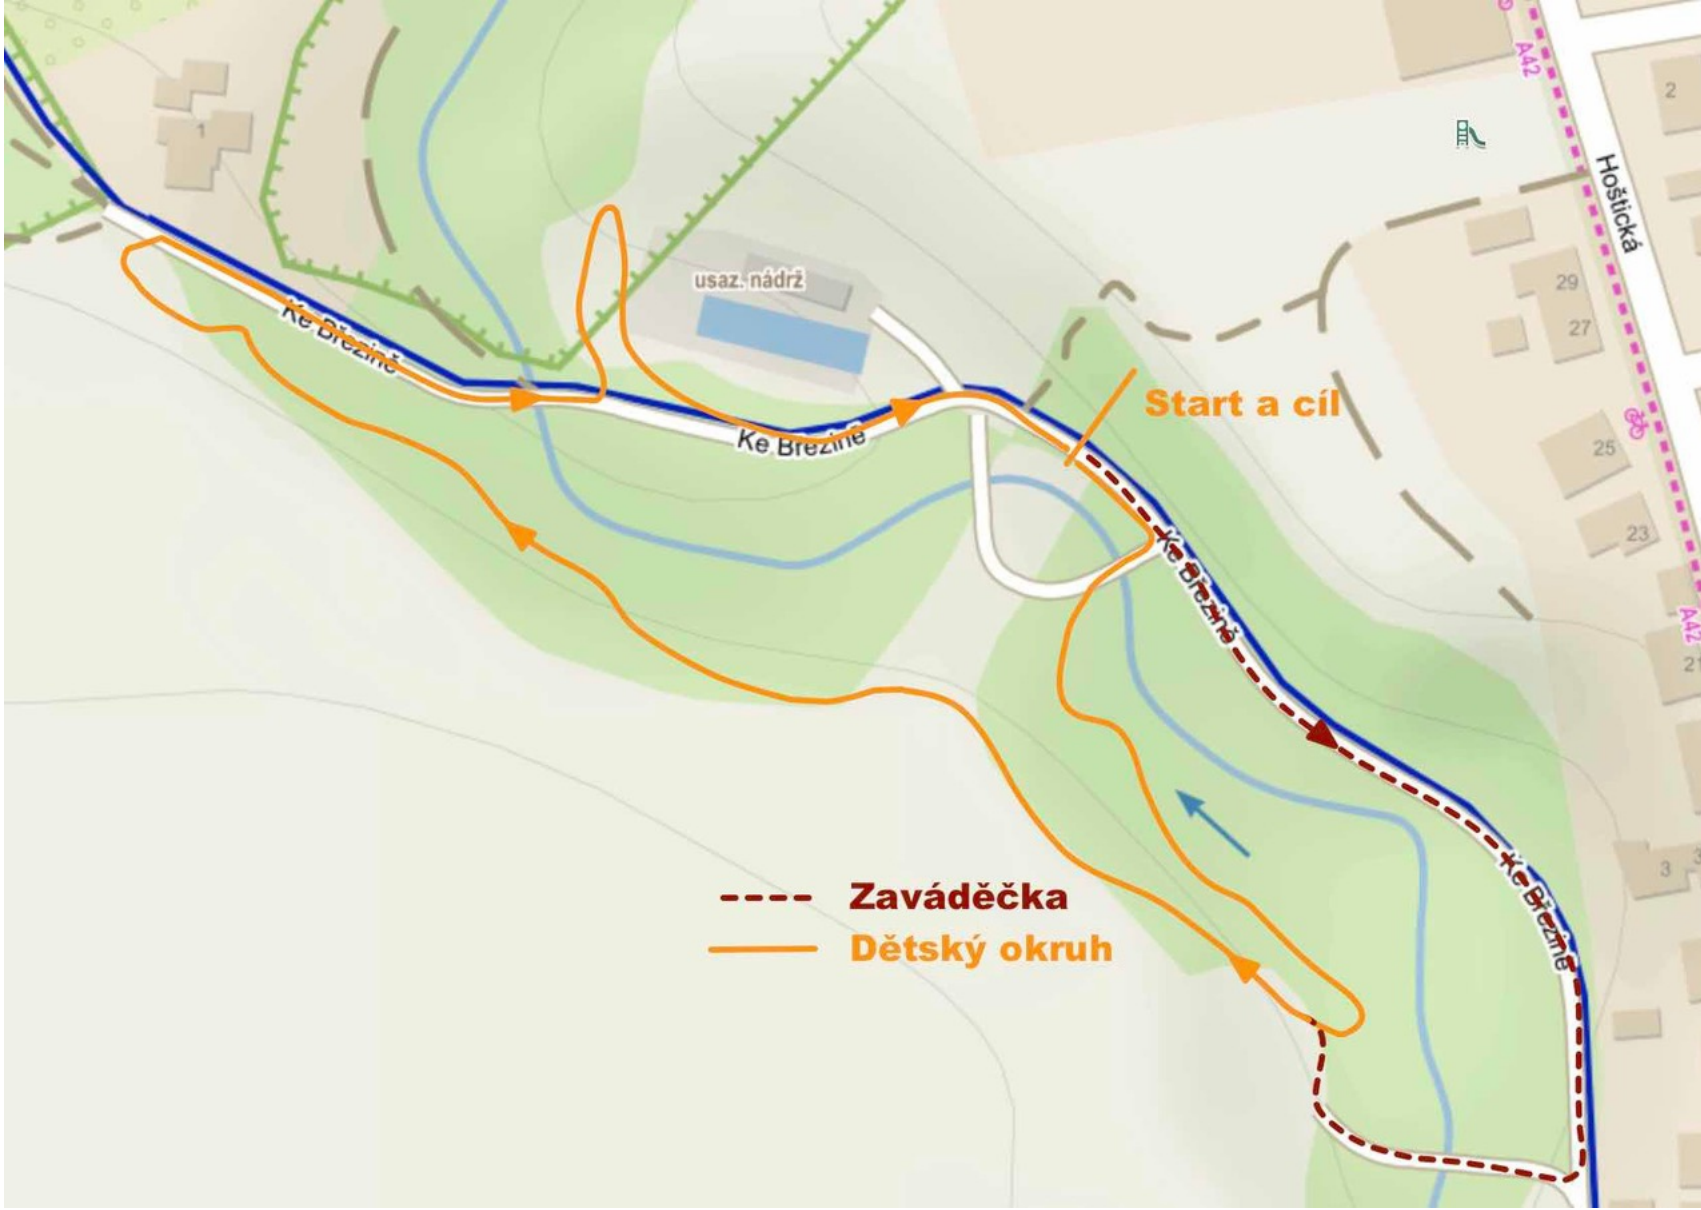 A42
2
1
Hoštická
usaz. nádrž
29
Ke Březině
27
Start a cíl
Ke Březině
25
23
Ke Březině
A42
21
3
Ke Březině
Zaváděčka
Dětský okruh